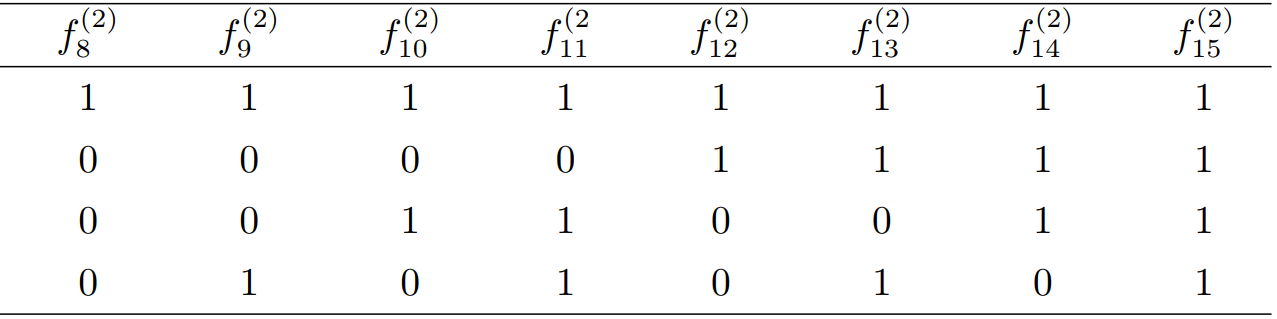 f_8^{(2)} f_9^{(2)} f_{10}^{(2)} f_{11}^{(2} f_{12}^{(2)} f_{13}^{(2)} f_{14}^{(2)} f_{15}^{(2)}
1 1 1 1 1 1 1 1
0 0 0 0 1 1 1 1
0 0 1 1 0 0 1 1
0 1 0 1 0 1 0 1